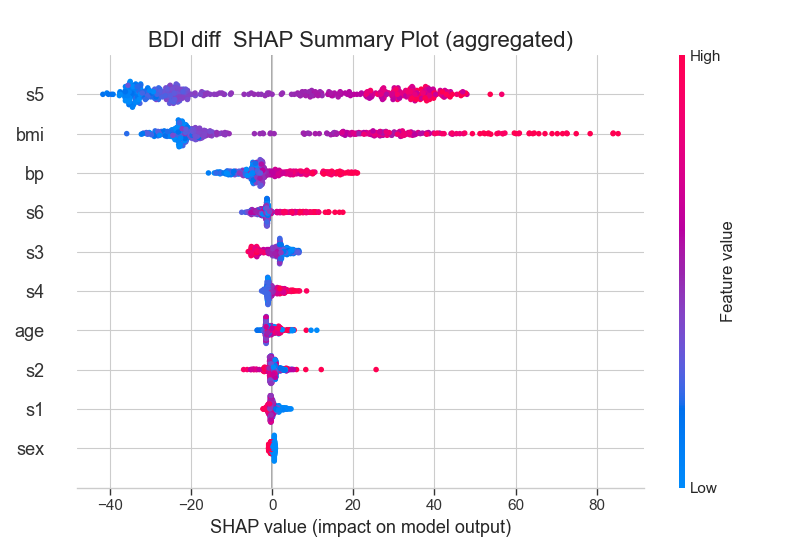 BDI diff  SHAP Summary Plot (aggregated)
High
s5
bmi
bp
s6
s3
s4
age
s2
s1
sex
Feature value
Low
−40
−20
0
20
40
60
80
SHAP value (impact on model output)